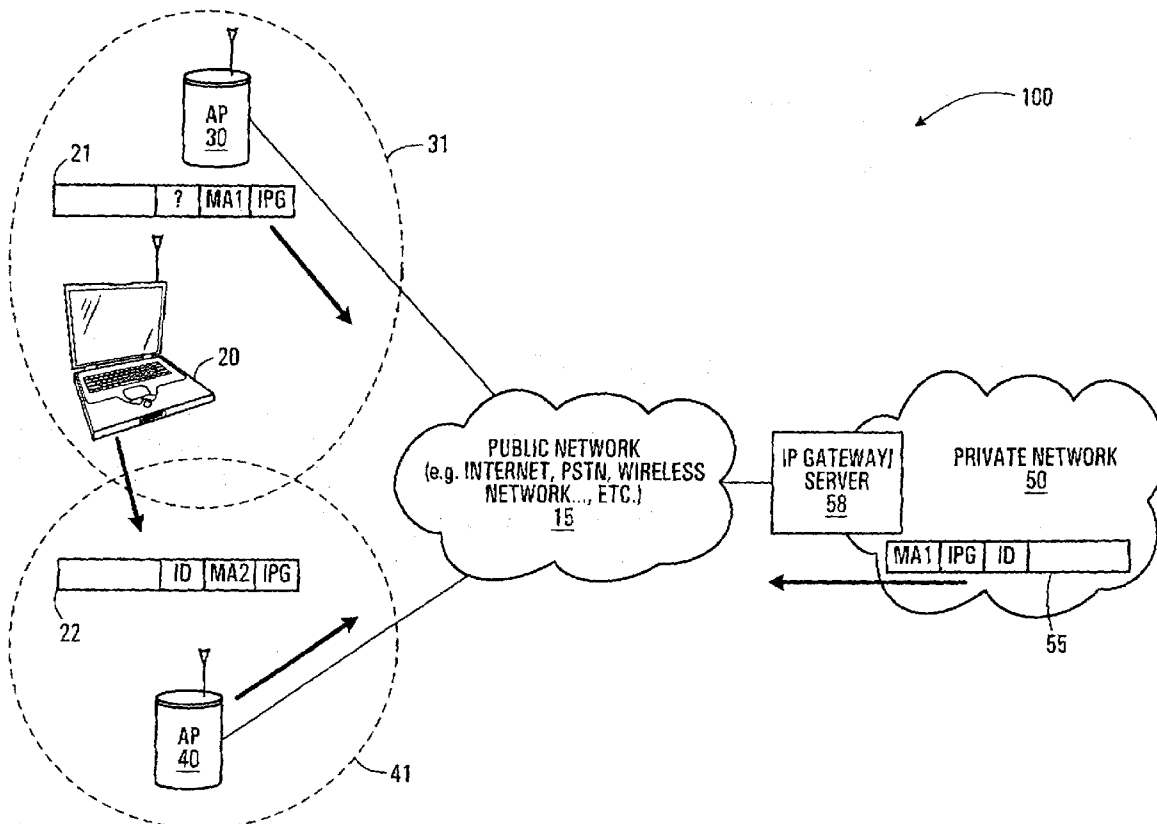 100
AP
30
31
21
? MA1 IPG
20
PUBLIC NETWORK
(e.g. INTERNET, PSTN, WIRELESS
NETWORK..., ETC.)
15
IP GATEWAY/
SERVER
58
PRIVATE NETWORK
50
MA1 IPG ID
55
ID MA2 IPG
22
AP
40
41